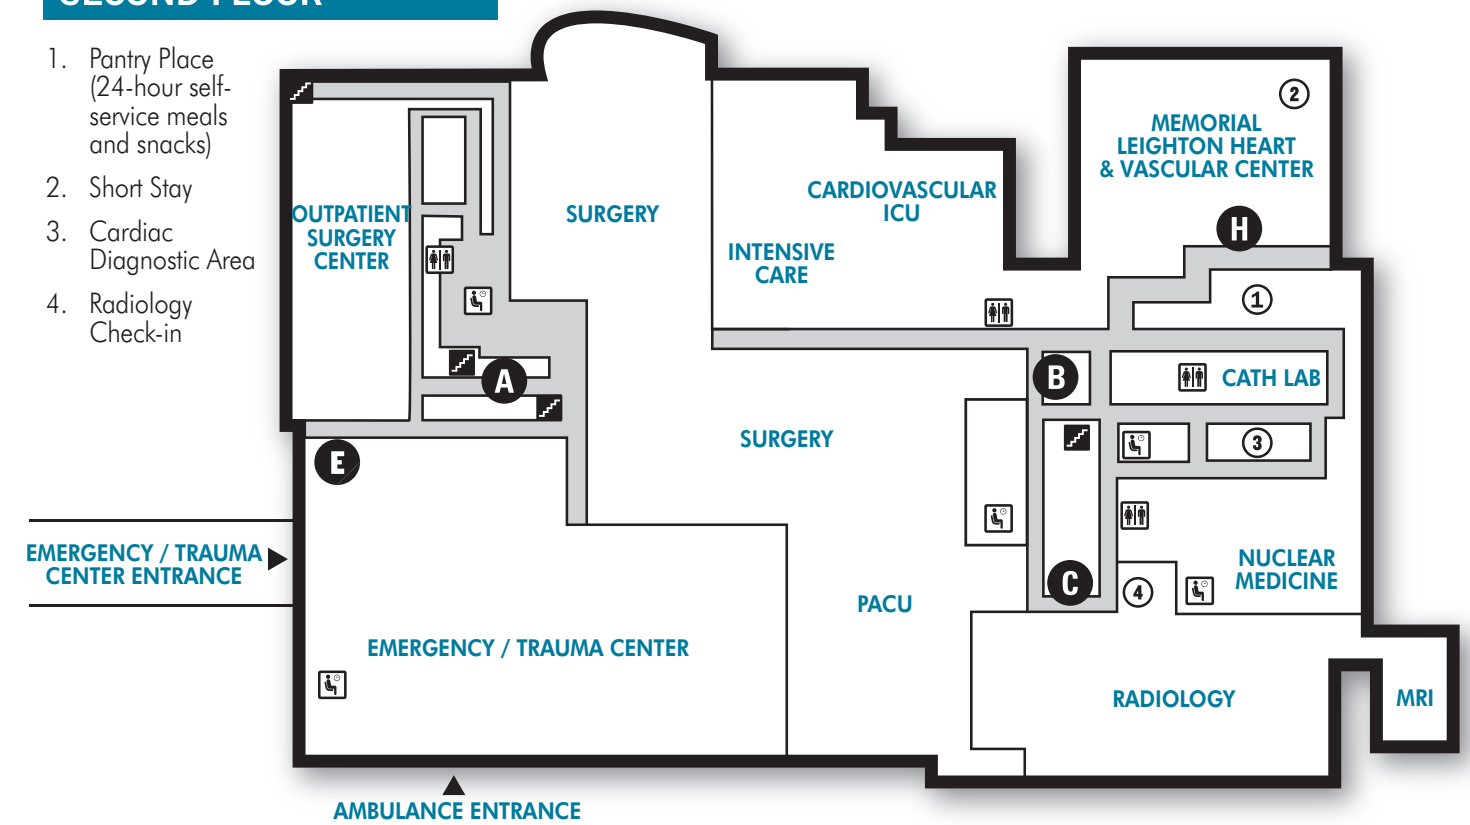 SECOND FLOOR
1. Pantry Place
(24-hour self-
service meals
and snacks)
2. Short Stay
3. Cardiac
Diagnostic Area
4. Radiology
Check-in
2
MEMORIAL
LEIGHTON HEART
& VASCULAR CENTER
CARDIOVASCULAR
ICU
OUTPATIENT
SURGERY
CENTER
SURGERY
INTENSIVE
CARE
H
1
A
B
CATH LAB
E
SURGERY
3
EMERGENCY / TRAUMA
CENTER ENTRANCE
NUCLEAR
MEDICINE
C
4
PACU
EMERGENCY / TRAUMA CENTER
RADIOLOGY
MRI
AMBULANCE ENTRANCE